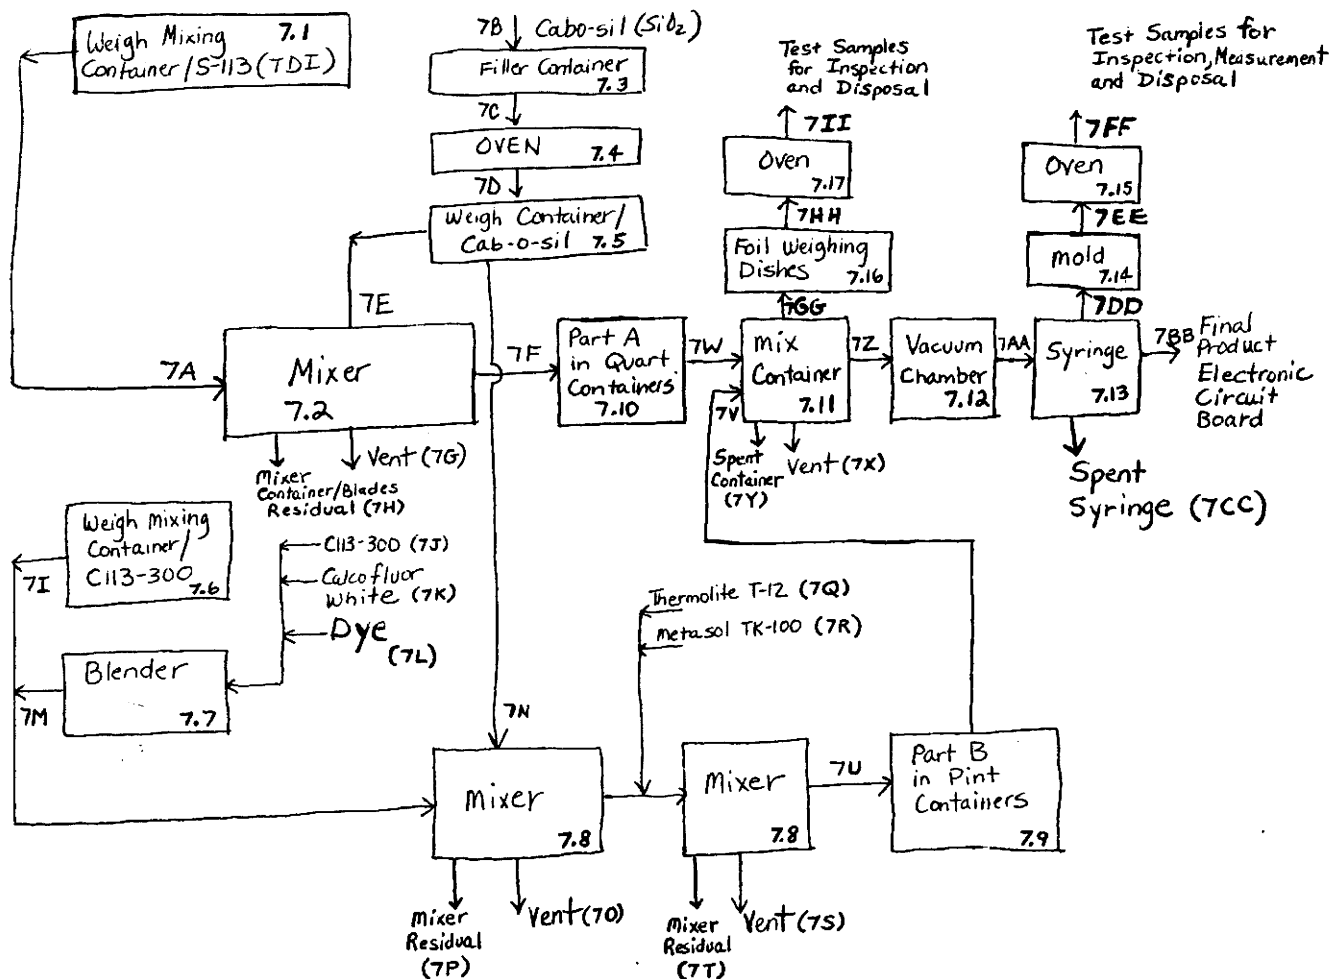 Weigh Mixing 7.1
Container/S-113(TDI)
7B Cabo-sil (SiO2)
Filler Container
7.3
7C
OVEN 7.4
7D
Weigh Container/
Cab-o-sil 7.5
7E
7A
Mixer
7.2
Mixer
Container/Blades
Residual (7H)
Vent (7G)
7F
Part A
in Quart
Containers
7.10
7W
Test Samples
for Inspection
and Disposal
7II
Oven
7.17
7HH
Foil Weighing
Dishes 7.16
7GG
mix
Container
7.11
7V
Spent
Container
(7Y)
Vent (7X)
7Z
Vacuum
Chamber
7.12
7AA
Test Samples for
Inspection, Measurement
and Disposal
7FF
Oven
7.15
7EE
mold
7.14
7DD
Syringe
7.13
7BB Final
Product
Electronic
Circuit
Board
Spent
Syringe (7CC)
Weigh mixing
Container/
C113-300
7.6
7I
C113-300 (7J)
Calcofluor
White (7K)
Dye
(7L)
Blender
7.7
7M
7N
Mixer
7.8
Mixer
Residual
(7P)
Vent (7O)
Thermolite T-12 (7Q)
Metasol TK-100 (7R)
Mixer
7.8
Mixer
Residual
(7T)
Vent (7S)
7U
Part B
in Pint
Containers
7.9